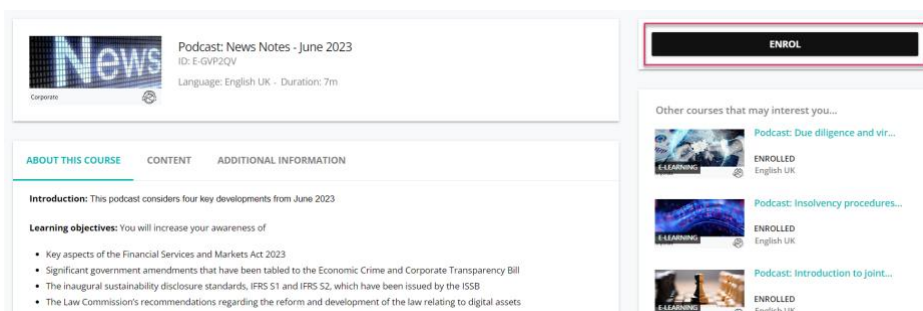 News
Corporate
Podcast: News Notes - June 2023
ID: E-GVP2QV
Language: English UK - Duration: 7m
ENROL
ABOUT THIS COURSE CONTENT ADDITIONAL INFORMATION
Introduction: This podcast considers four key developments from June 2023
Learning objectives: You will increase your awareness of
• Key aspects of the Financial Services and Markets Act 2023
• Significant government amendments that have been tabled to the Economic Crime and Corporate Transparency Bill
• The inaugural sustainability disclosure standards, IFRS S1 and IFRS S2, which have been issued by the ISSB
• The Law Commission's recommendations regarding the reform and development of the law relating to digital assets
Other courses that may interest you...
Podcast: Due diligence and vir...
ENROLLED
E-LEARNING
English UK
Podcast: Insolvency procedures...
ENROLLED
E-LEARNING
English UK
Podcast: Introduction to joint...
ENROLLED
E-LEARNING
English UK